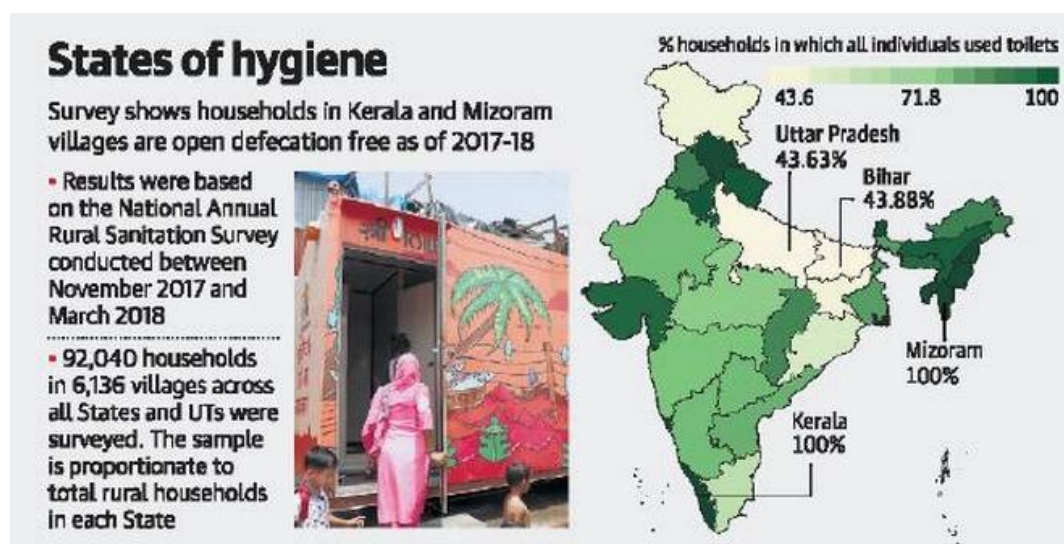 States of hygiene
Survey shows households in Kerala and Mizoram
villages are open defecation free as of 2017-18
• Results were based
on the National Annual
Rural Sanitation Survey
conducted between
November 2017 and
March 2018
• 92,040 households
in 6,136 villages across
all States and UTs were
surveyed. The sample
is proportionate to
total rural households
in each State
% households in which all individuals used toilets
43.6 71.8 100
Uttar Pradesh
43.63%
Bihar
43.88%
Mizoram
100%
Kerala
100%